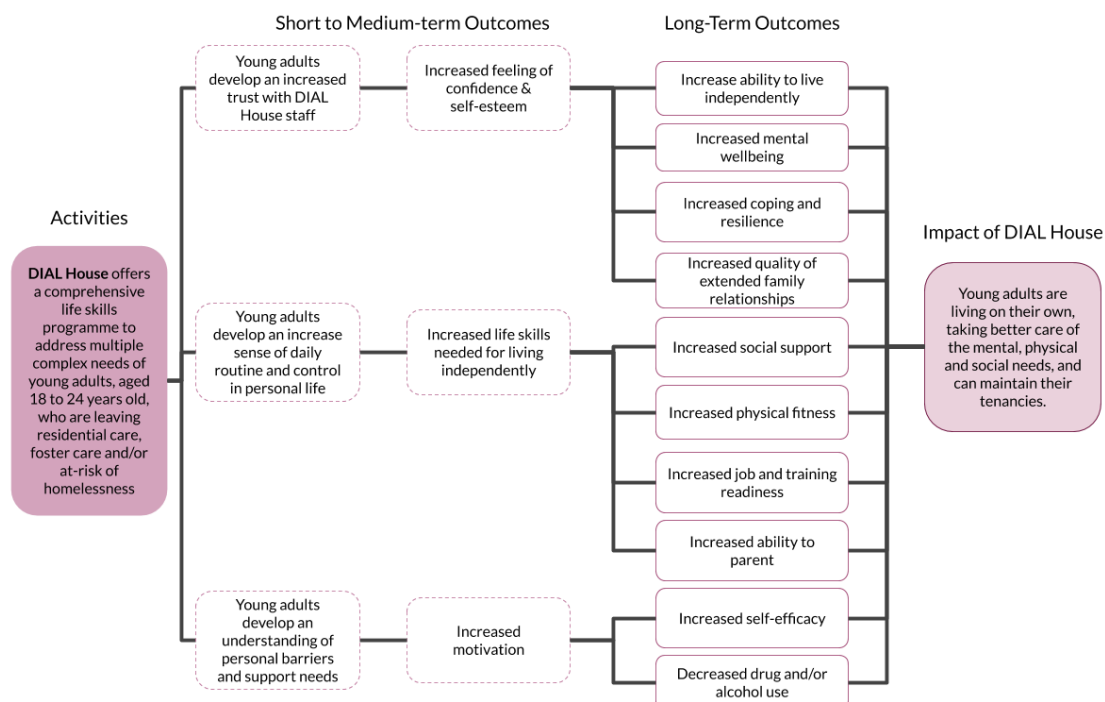 Short to Medium-term Outcomes
Long-Term Outcomes
Activities
DIAL House offers
a comprehensive
life skills
programme to
address multiple
complex needs of
young adults, aged
18 to 24 years old,
who are leaving
residential care,
foster care and/or
at-risk of
homelessness
Young adults
develop an increased
trust with DIAL
House staff
Increased feeling of
confidence &
self-esteem
Increase ability to live
independently
Increased mental
wellbeing
Increased coping and
resilience
Increased quality of
extended family
relationships
Young adults
develop an increase
sense of daily
routine and control
in personal life
Increased life skills
needed for living
independently
Increased social support
Increased physical fitness
Increased job and training
readiness
Increased ability to
parent
Young adults
develop an
understanding of
personal barriers
and support needs
Increased
motivation
Increased self-efficacy
Decreased drug and/or
alcohol use
Impact of DIAL House
Young adults are
living on their own,
taking better care of
the mental, physical
and social needs, and
can maintain their
tenancies.